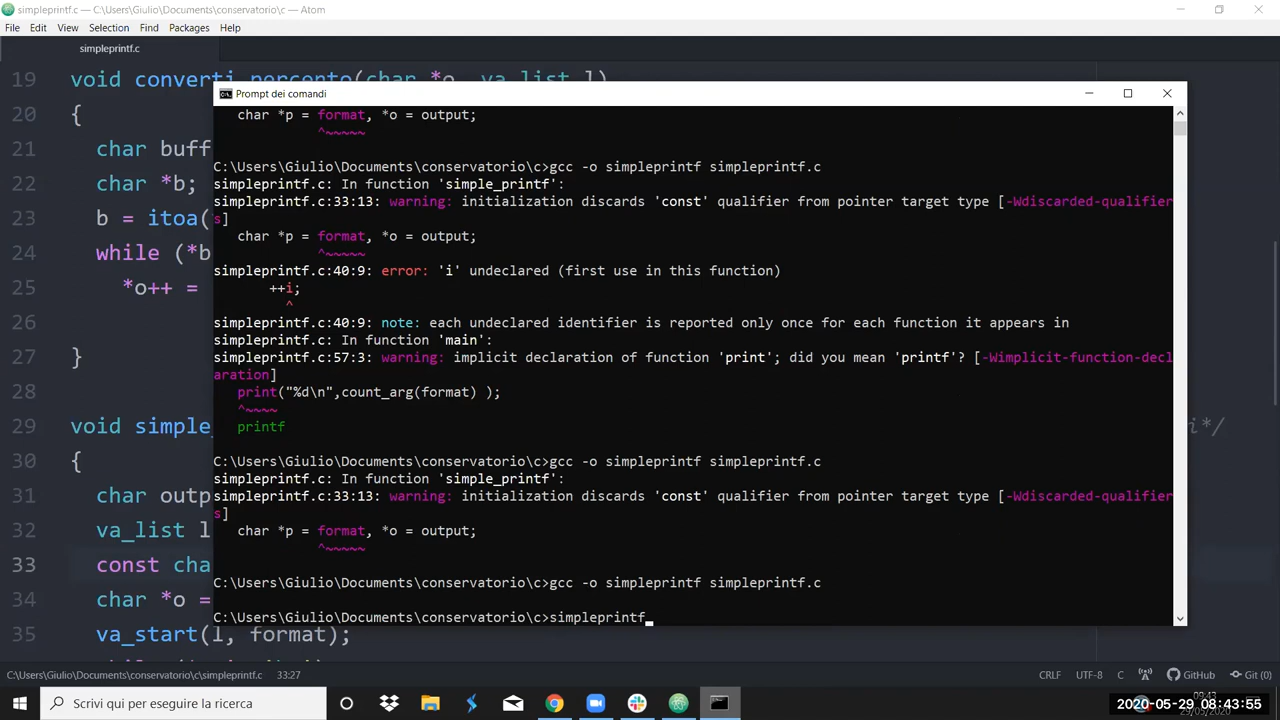 simpleprintf.c — C:\Users\Giulio\Documents\conservatorio\c — Atom
File Edit View Selection Find Packages Help
simpleprintf.c
19 void converti_percento(char *o, va_list l)
20 {
21 char buff
22 char *b;
23 b = itoa(
24 while (*b
25 *o++ =
26
27 }
28
29 void simple_ i*/
30 {
31 char outp
32 va_list l
33 const cha
34 char *o =
35 va_start(l, format);
Prompt dei comandi
char *p = format, *o = output;
^~~~~~
C:\Users\Giulio\Documents\conservatorio\c>gcc -o simpleprintf simpleprintf.c
simpleprintf.c: In function 'simple_printf':
simpleprintf.c:33:13: warning: initialization discards 'const' qualifier from pointer target type [-Wdiscarded-qualifier
s]
char *p = format, *o = output;
^~~~~~
simpleprintf.c:40:9: error: 'i' undeclared (first use in this function)
++i;
^
simpleprintf.c:40:9: note: each undeclared identifier is reported only once for each function it appears in
simpleprintf.c: In function 'main':
simpleprintf.c:57:3: warning: implicit declaration of function 'print'; did you mean 'printf'? [-Wimplicit-function-decl
aration]
print("%d\n",count_arg(format) );
^~~~~
printf
C:\Users\Giulio\Documents\conservatorio\c>gcc -o simpleprintf simpleprintf.c
simpleprintf.c: In function 'simple_printf':
simpleprintf.c:33:13: warning: initialization discards 'const' qualifier from pointer target type [-Wdiscarded-qualifier
s]
char *p = format, *o = output;
^~~~~~
C:\Users\Giulio\Documents\conservatorio\c>gcc -o simpleprintf simpleprintf.c
C:\Users\Giulio\Documents\conservatorio\c>simpleprintf
C:\Users\Giulio\Documents\conservatorio\c\simpleprintf.c 33:27 CRLF UTF-8 C GitHub Git (0)
Scrivi qui per eseguire la ricerca
09:43
2020-05-29 08:43:55